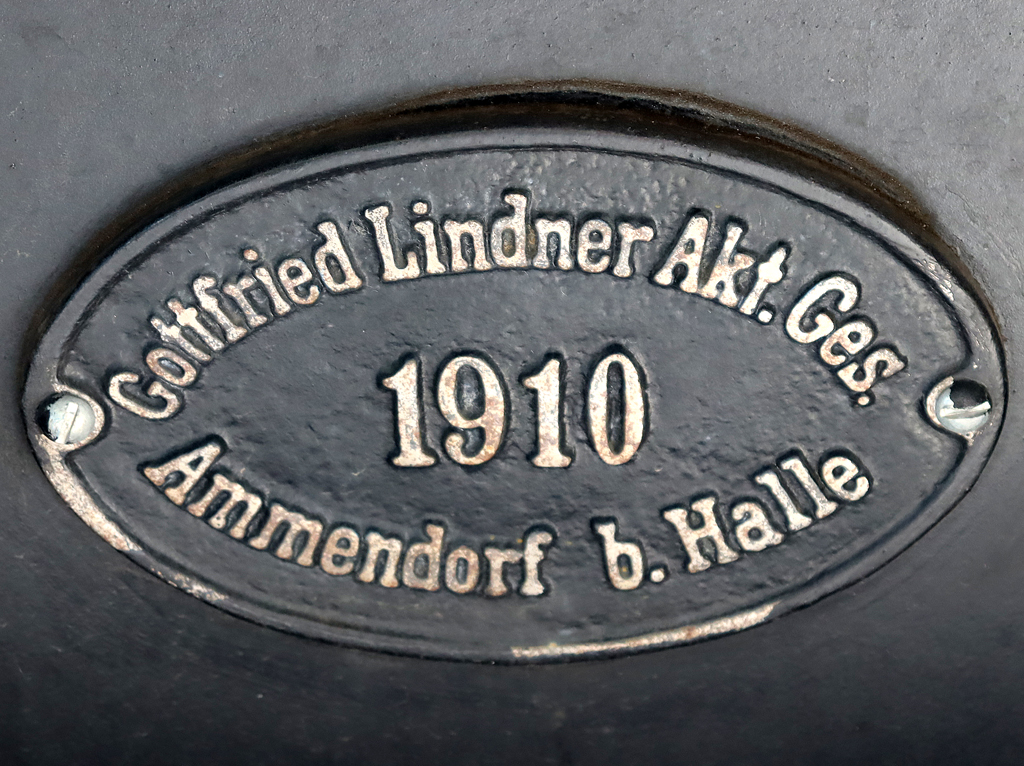 Gottfried Lindner Akt. Ges.
1910
Ammendorf b. Halle